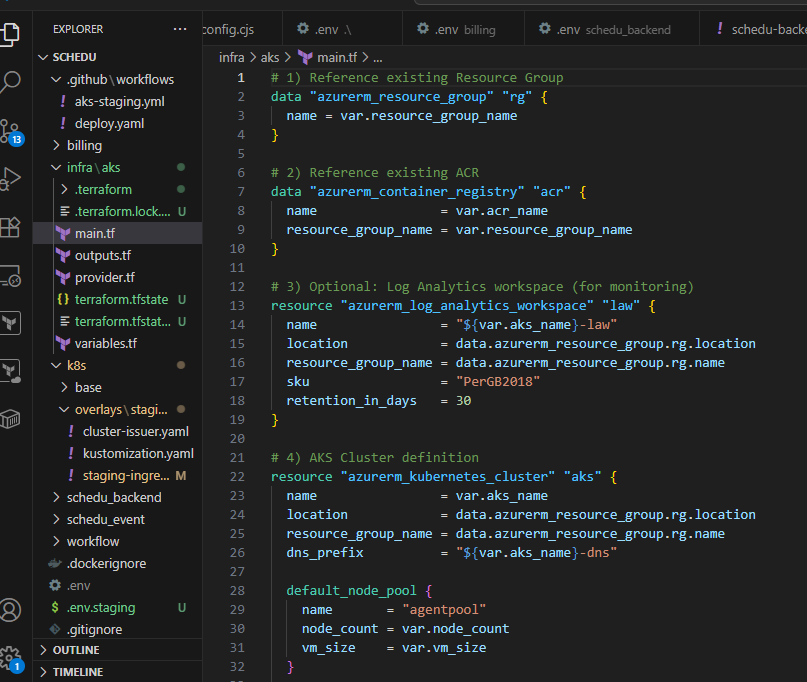 EXPLORER
...
config.cjs
.env .\
.env billing
.env schedu_backend
! schedu-back
SCHEDU
infra > aks > main.tf > ...
.github\workflows
! aks-staging.yml
! deploy.yaml
billing
infra\aks
.terraform
.terraform.lock.... U
main.tf
outputs.tf
provider.tf
{} terraform.tfstate U
terraform.tfstat... U
variables.tf
k8s
base
overlays\stagi...
! cluster-issuer.yaml
! kustomization.yaml
! staging-ingre... M
schedu_backend
schedu_event
workflow
.dockerignore
.env
$ .env.staging U
.gitignore
OUTLINE
TIMELINE
13
1
1 # 1) Reference existing Resource Group
2 data "azurerm_resource_group" "rg" {
3 name = var.resource_group_name
4 }
5
6 # 2) Reference existing ACR
7 data "azurerm_container_registry" "acr" {
8 name = var.acr_name
9 resource_group_name = var.resource_group_name
10 }
11
12 # 3) Optional: Log Analytics workspace (for monitoring)
13 resource "azurerm_log_analytics_workspace" "law" {
14 name = "${var.aks_name}-law"
15 location = data.azurerm_resource_group.rg.location
16 resource_group_name = data.azurerm_resource_group.rg.name
17 sku = "PerGB2018"
18 retention_in_days = 30
19 }
20
21 # 4) AKS Cluster definition
22 resource "azurerm_kubernetes_cluster" "aks" {
23 name = var.aks_name
24 location = data.azurerm_resource_group.rg.location
25 resource_group_name = data.azurerm_resource_group.rg.name
26 dns_prefix = "${var.aks_name}-dns"
27
28 default_node_pool {
29 name = "agentpool"
30 node_count = var.node_count
31 vm_size = var.vm_size
32 }